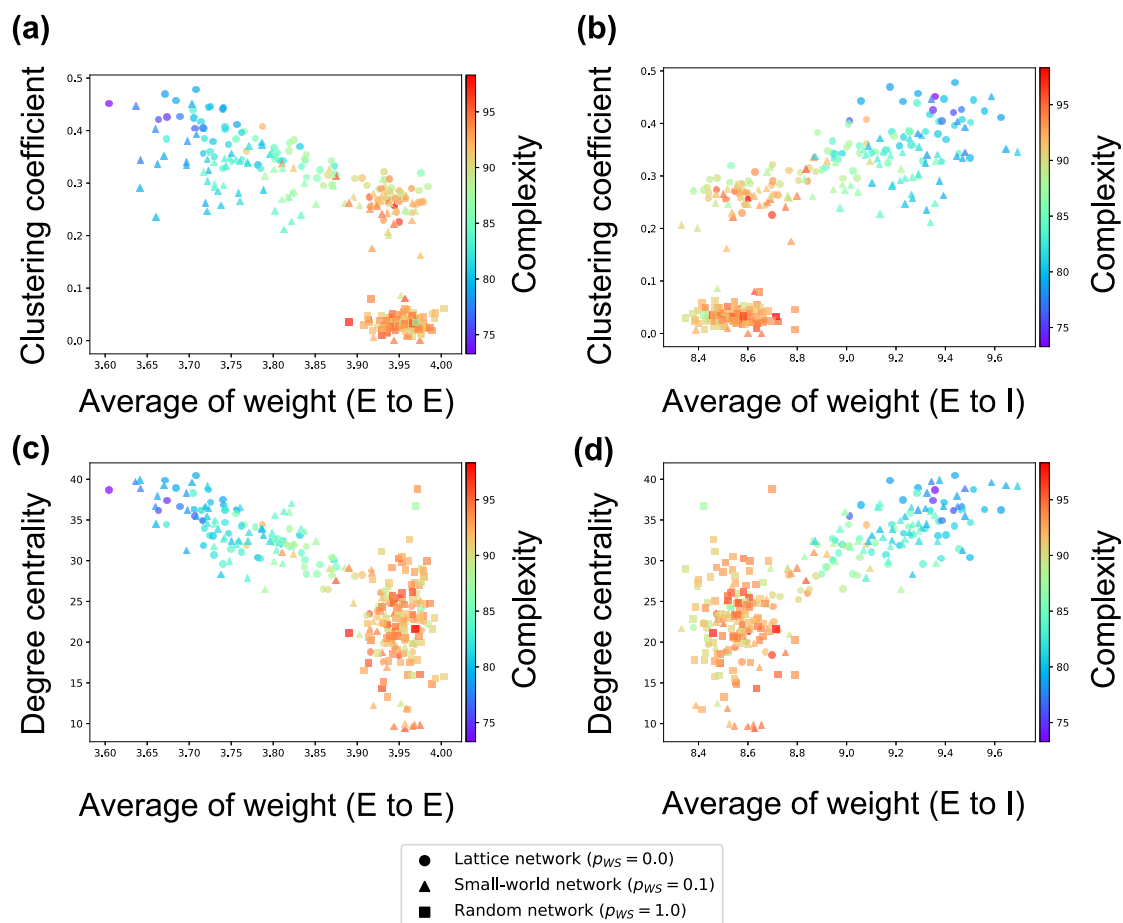 (a)
Clustering coefficient
0.5
0.4
0.3
0.2
0.1
0.0
3.60 3.65 3.70 3.75 3.80 3.85 3.90 3.95 4.00
Average of weight (E to E)
95
90
85
80
75
Complexity
(b)
Clustering coefficient
0.5
0.4
0.3
0.2
0.1
0.0
8.4 8.6 8.8 9.0 9.2 9.4 9.6
Average of weight (E to I)
95
90
85
80
75
Complexity
(c)
Degree centrality
40
35
30
25
20
15
10
3.60 3.65 3.70 3.75 3.80 3.85 3.90 3.95 4.00
Average of weight (E to E)
95
90
85
80
75
Complexity
(d)
Degree centrality
40
35
30
25
20
15
10
8.4 8.6 8.8 9.0 9.2 9.4 9.6
Average of weight (E to I)
95
90
85
80
75
Complexity
Lattice network (p_WS = 0.0)
Small-world network (p_WS = 0.1)
Random network (p_WS = 1.0)